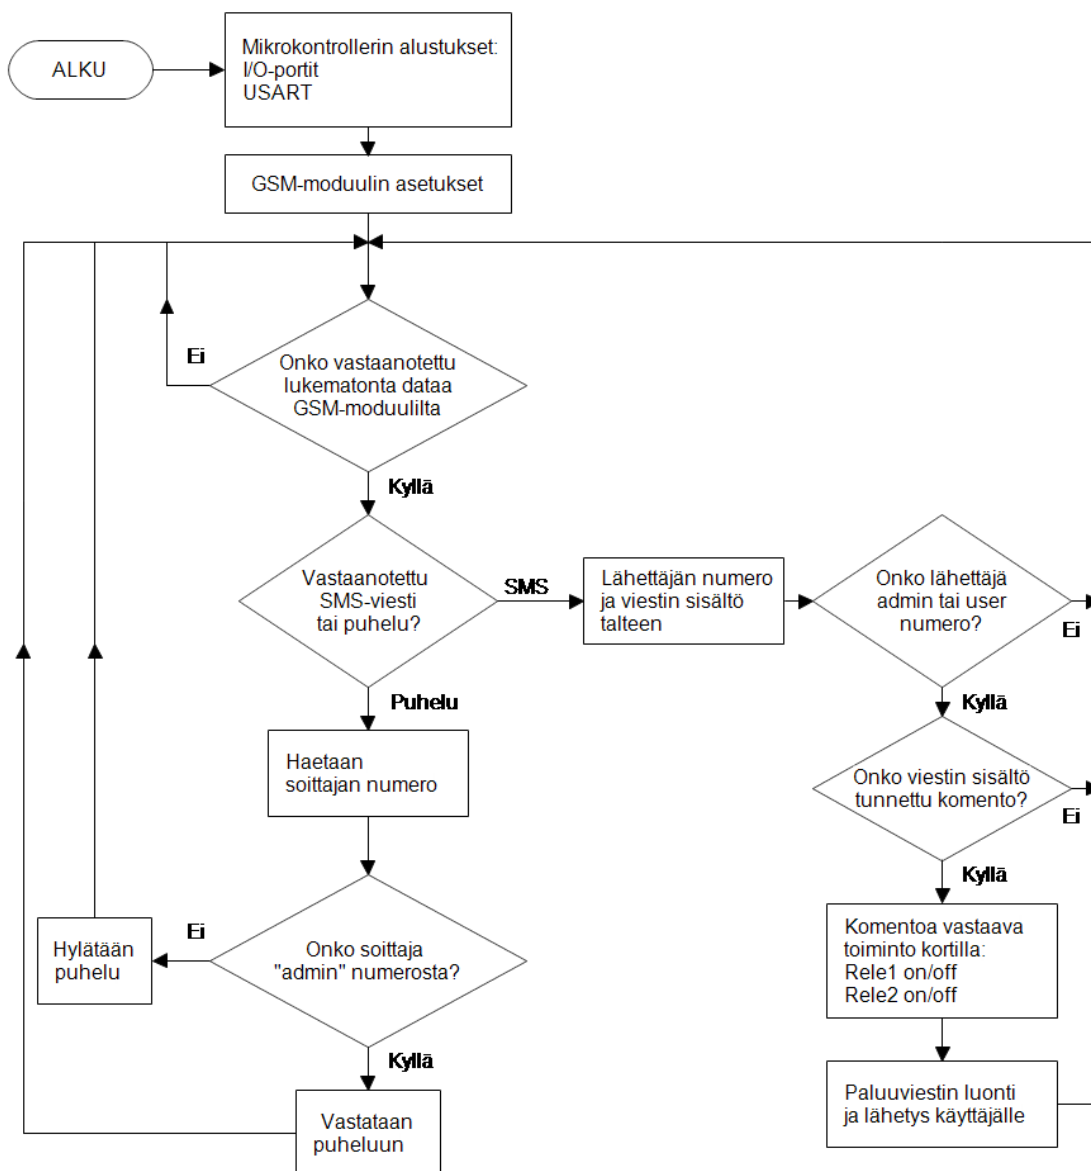 ALKU
Mikrokontrollerin alustukset:
I/O-portit
USART
GSM-moduulin asetukset
Ei
Onko vastaanotettu
lukematonta dataa
GSM-moduulilta
Kyllä
Vastaanotettu
SMS-viesti
tai puhelu?
SMS
Lähettäjän numero
ja viestin sisältö
talteen
Onko lähettäjä
admin tai user
numero?
Ei
Kyllä
Puhelu
Haetaan
soittajan numero
Onko viestin sisältö
tunnettu komento?
Ei
Kyllä
Onko soittaja
"admin" numerosta?
Ei
Hylätään
puhelu
Kyllä
Vastataan
puheluun
Komentoa vastaava
toiminto kortilla:
Rele1 on/off
Rele2 on/off
Paluuviestin luonti
ja lähetys käyttäjälle